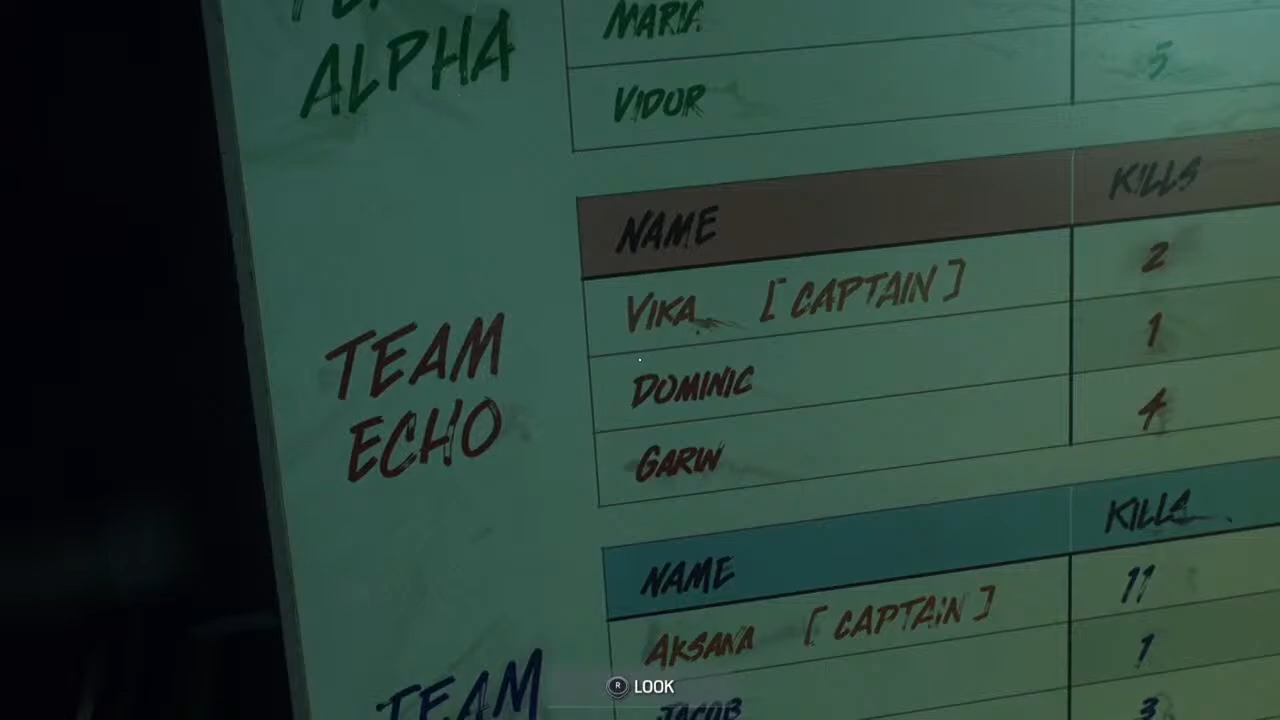 ALPHA
MARK
5
VIDOR
NAME KILLS
VIKA [CAPTAIN] 2
TEAM
ECHO
DOMINIC 1
GARIN 4
NAME KILLS
AKSANA [CAPTAIN] 11
TEAM
JACOB 1
3
R LOOK